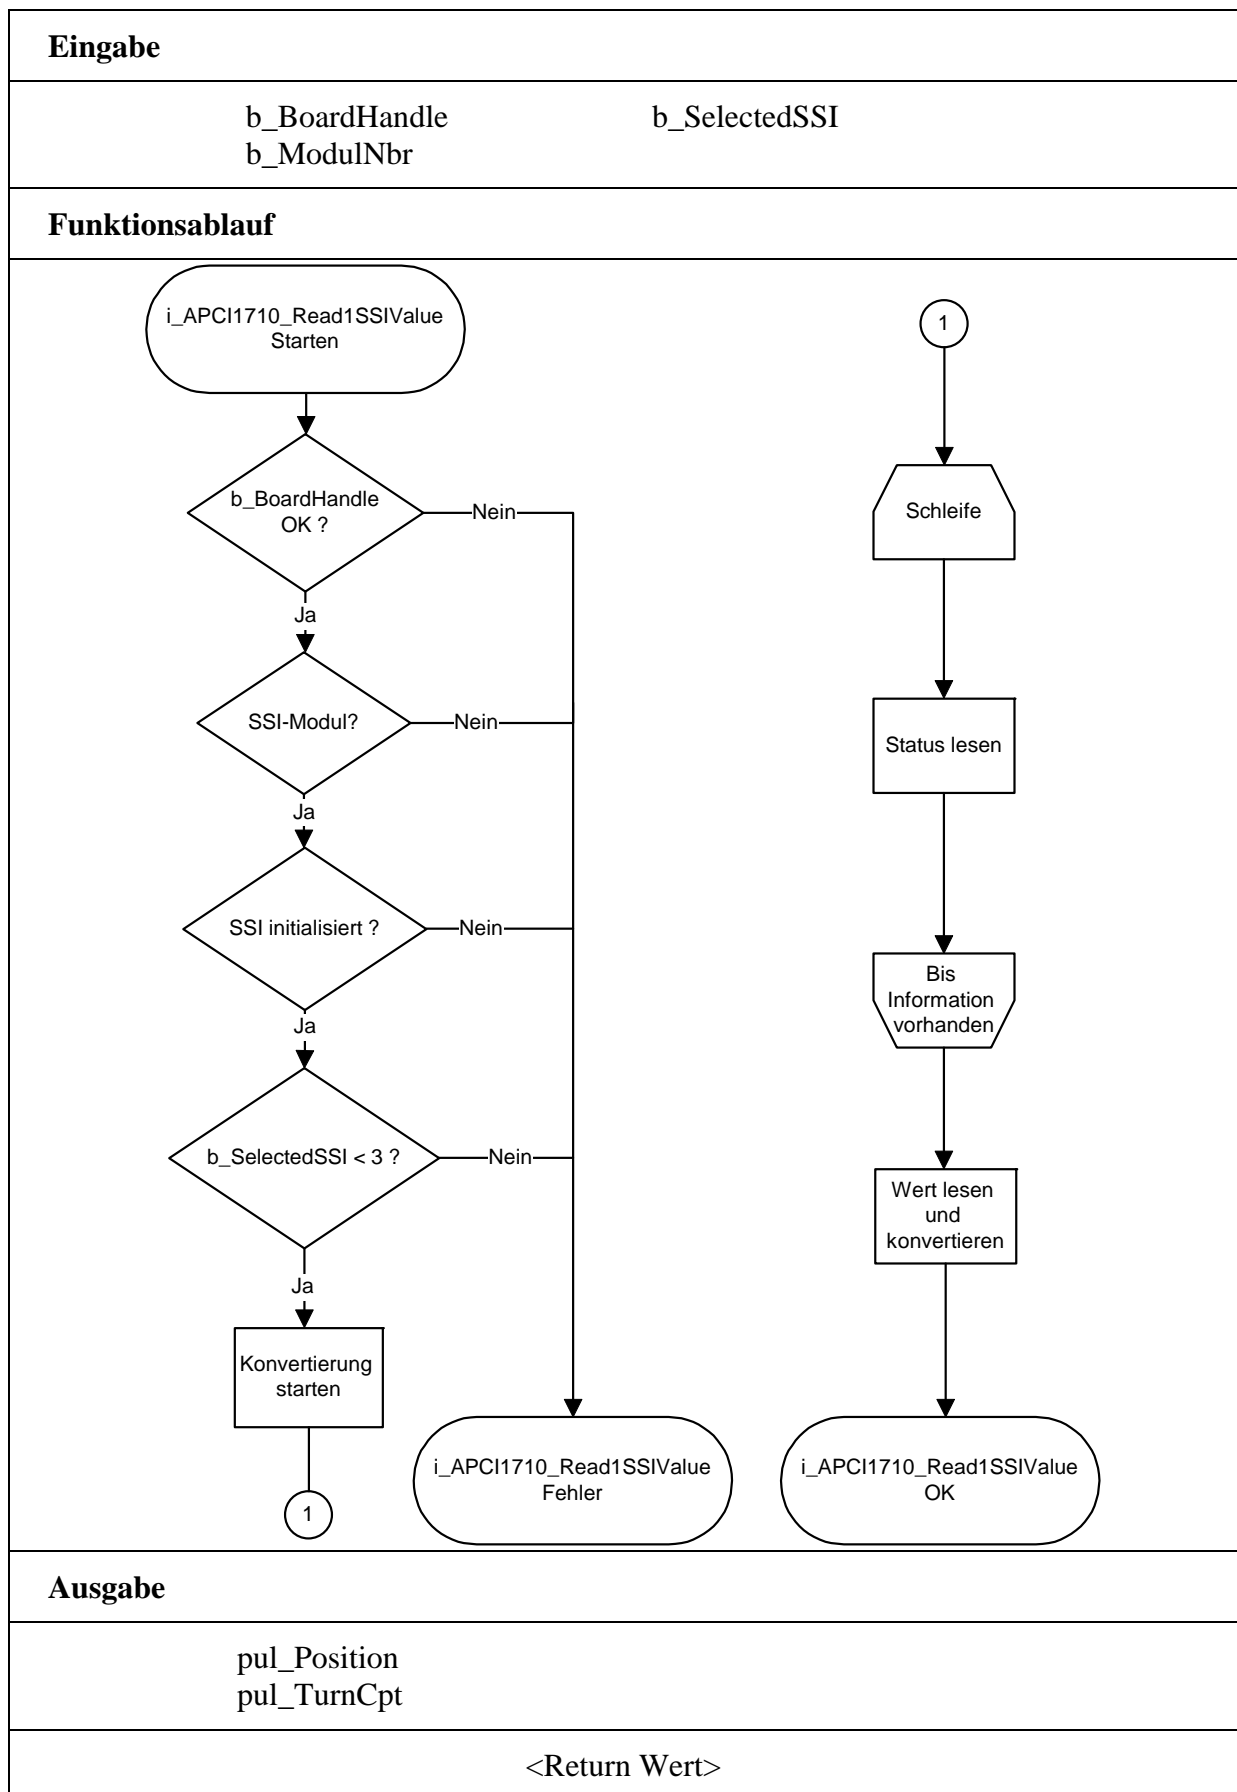 Eingabe
b_BoardHandle b_SelectedSSI
b_ModulNbr
Funktionsablauf
i_APCI1710_Read1SSIValue
Starten
b_BoardHandle
OK ?
Nein
Ja
SSI-Modul?
Nein
Ja
SSI initialisiert ?
Nein
Ja
b_SelectedSSI < 3 ?
Nein
Ja
Konvertierung
starten
1
i_APCI1710_Read1SSIValue
Fehler
1
Schleife
Status lesen
Bis
Information
vorhanden
Wert lesen
und
konvertieren
i_APCI1710_Read1SSIValue
OK
Ausgabe
pul_Position
pul_TurnCpt
<Return Wert>